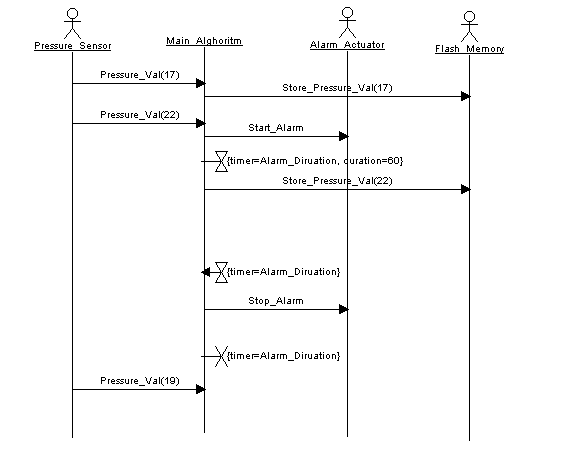 Pressure_Sensor
Main_Alghoritm
Alarm_Actuator
Flash_Memory
Pressure_Val(17)
Store_Pressure_Val(17)
Pressure_Val(22)
Start_Alarm
{timer=Alarm_Diruation, duration=60}
Store_Pressure_Val(22)
{timer=Alarm_Diruation}
Stop_Alarm
{timer=Alarm_Diruation}
Pressure_Val(19)